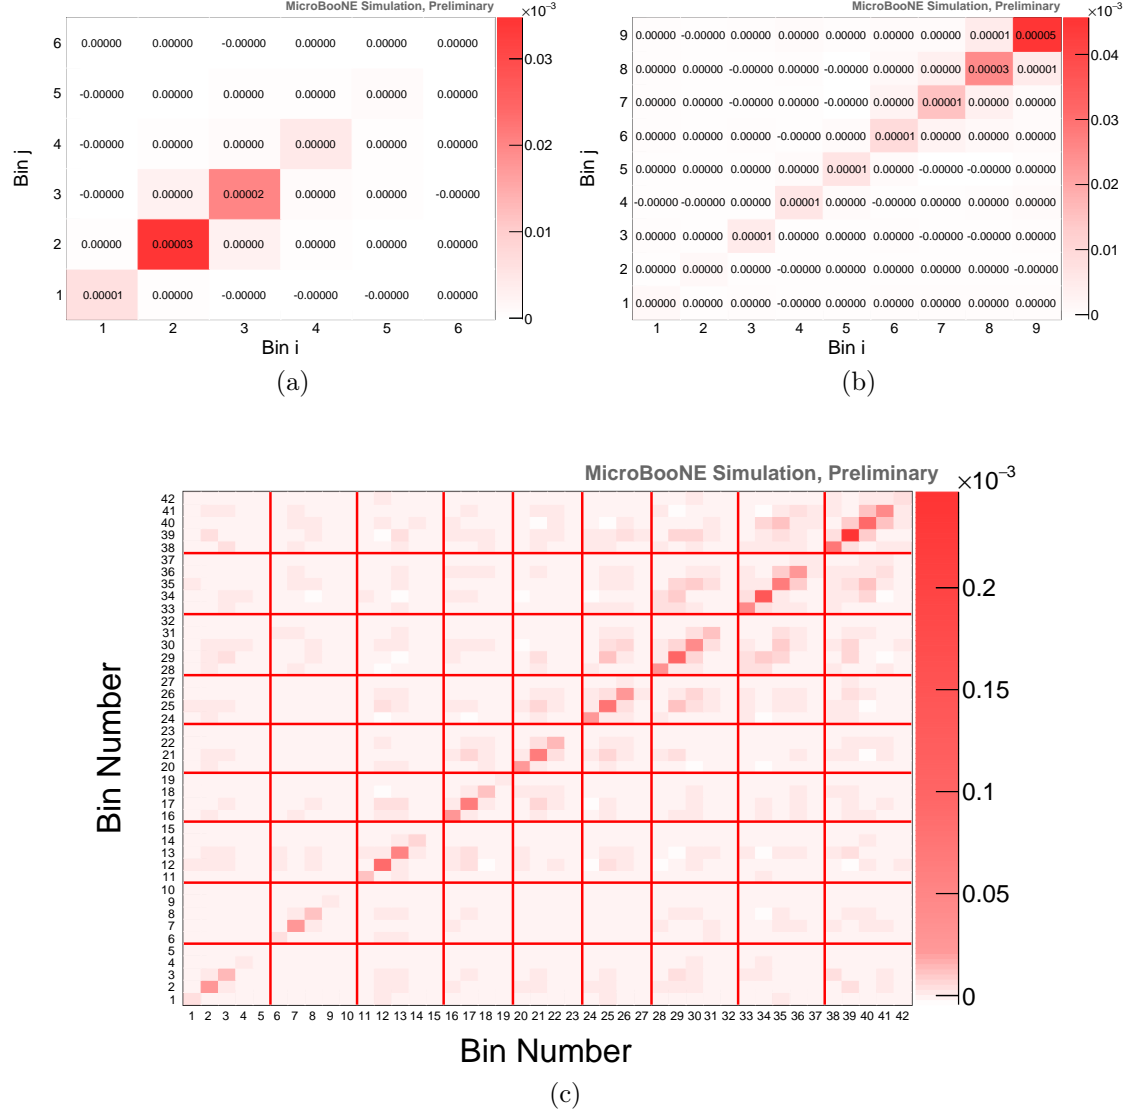 MicroBooNE Simulation, Preliminary
×10⁻³
6 0.00000 0.00000 -0.00000 0.00000 0.00000 0.00000
5 -0.00000 0.00000 0.00000 0.00000 0.00000 0.00000
4 -0.00000 0.00000 0.00000 0.00000 0.00000 0.00000
3 -0.00000 0.00000 0.00002 0.00000 0.00000 -0.00000
2 0.00000 0.00003 0.00000 0.00000 0.00000 0.00000
1 0.00001 0.00000 -0.00000 -0.00000 -0.00000 0.00000
1 2 3 4 5 6
Bin i
Bin j
0.03
0.02
0.01
0
(a)
MicroBooNE Simulation, Preliminary
×10⁻³
9 0.00000 -0.00000 0.00000 0.00000 0.00000 0.00000 0.00000 0.00001 0.00005
8 0.00000 0.00000 -0.00000 0.00000 -0.00000 0.00000 0.00000 0.00003 0.00001
7 0.00000 0.00000 -0.00000 0.00000 -0.00000 0.00000 0.00001 0.00000 0.00000
6 0.00000 0.00000 0.00000 -0.00000 0.00000 0.00001 0.00000 0.00000 0.00000
5 0.00000 0.00000 0.00000 0.00000 0.00001 0.00000 -0.00000 -0.00000 0.00000
4 -0.00000 -0.00000 0.00000 0.00001 0.00000 -0.00000 0.00000 0.00000 0.00000
3 0.00000 0.00000 0.00001 0.00000 0.00000 0.00000 -0.00000 -0.00000 0.00000
2 0.00000 0.00000 0.00000 0.00000 0.00000 0.00000 0.00000 0.00000 -0.00000
1 0.00000 0.00000 0.00000 0.00000 0.00000 0.00000 0.00000 0.00000 0.00000
1 2 3 4 5 6 7 8 9
Bin i
Bin j
0.04
0.03
0.02
0.01
0
(b)
MicroBooNE Simulation, Preliminary
×10⁻³
42
41
40
39
38
37
36
35
34
33
32
31
30
29
28
27
26
25
24
23
22
21
20
19
18
17
16
15
14
13
12
11
10
9
8
7
6
5
4
3
2
1
1 2 3 4 5 6 7 8 9 10 11 12 13 14 15 16 17 18 19 20 21 22 23 24 25 26 27 28 29 30 31 32 33 34 35 36 37 38 39 40 41 42
Bin Number
Bin Number
0.2
0.15
0.1
0.05
0
(c)